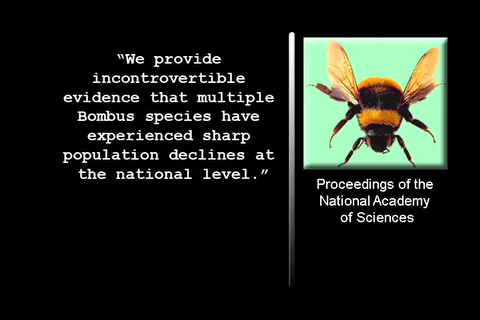 “We provide
incontrovertible
evidence that multiple
Bombus species have
experienced sharp
population declines at
the national level.”
Proceedings of the
National Academy
of Sciences